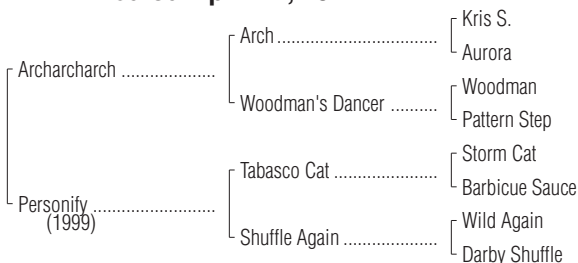 Kris S.
Arch
Aurora
Archarcharch
Woodman
Woodman's Dancer
Pattern Step
Storm Cat
Tabasco Cat
Barbicue Sauce
Personify
(1999)
Wild Again
Shuffle Again
Darby Shuffle